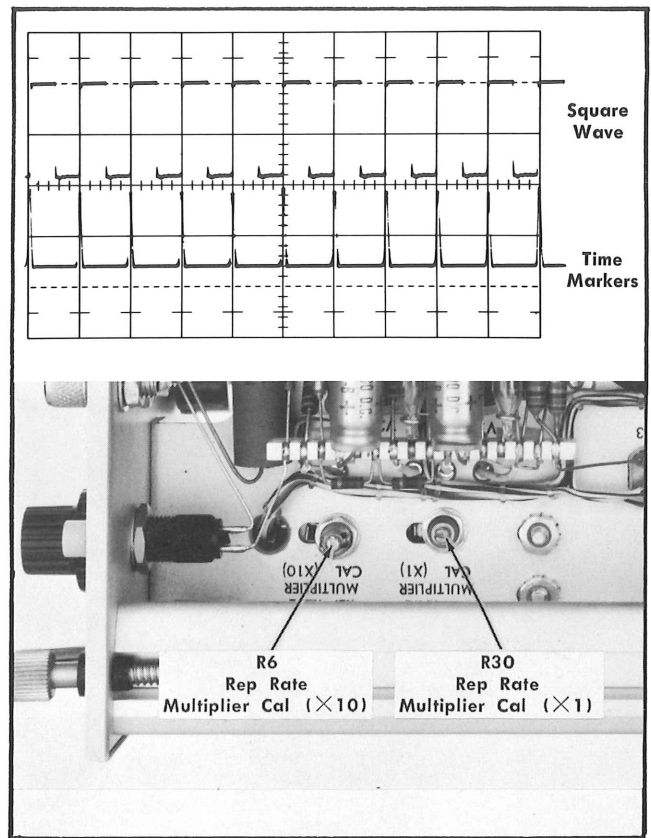 Square
Wave
Time
Markers
CAL (X10)
MULTIPLIER
CAL (X1)
MULTIPLIER
R6
Rep Rate
Multiplier Cal (×10)
R30
Rep Rate
Multiplier Cal (×1)